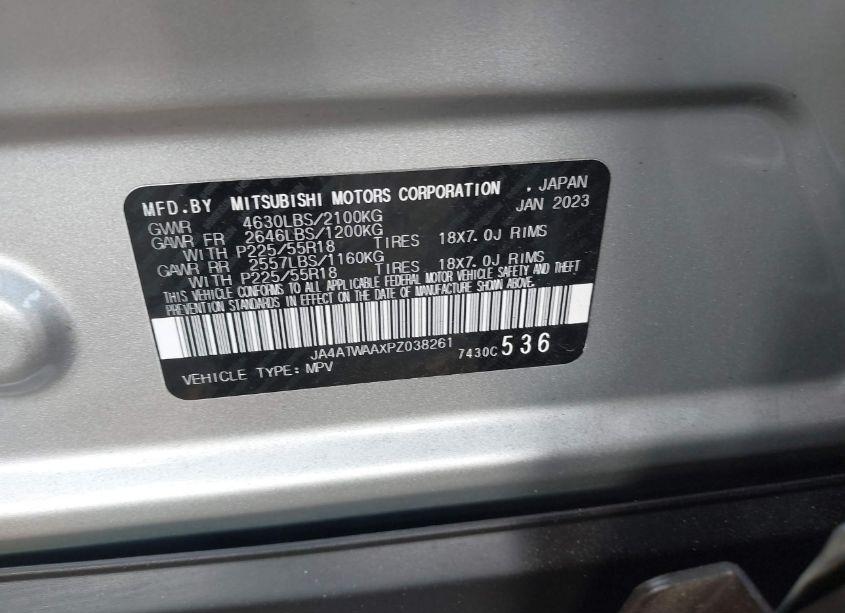 MFD.BY MITSUBISHI MOTORS CORPORATION . JAPAN
JAN 2023
GVWR 4630LBS/2100KG
GAWR FR 2646LBS/1200KG
WITH P225/55R18 TIRES 18X7.0J RIMS
GAWR RR 2557LBS/1160KG
WITH P225/55R18 TIRES 18X7.0J RIMS
THIS VEHICLE CONFORMS TO ALL APPLICABLE FEDERAL MOTOR VEHICLE SAFETY AND THEFT
PREVENTION STANDARDS IN EFFECT ON THE DATE OF MANUFACTURE SHOWN ABOVE.
JA4ATWAAXPZ038261 7430C 536
VEHICLE TYPE: MPV